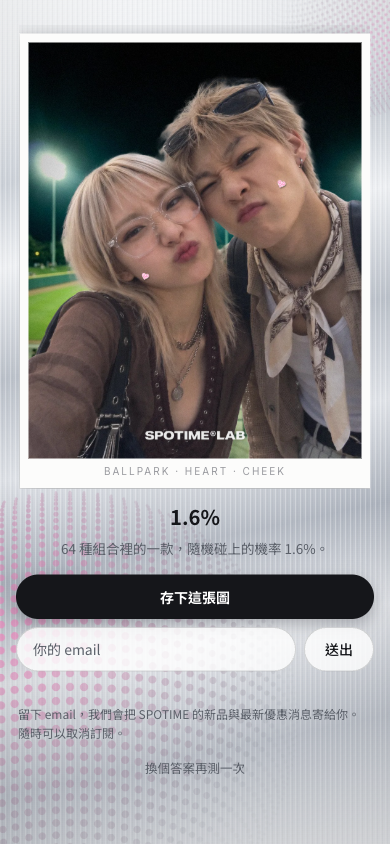 SPOTIME®LAB
BALLPARK · HEART · CHEEK
1.6%
64 種組合裡的一款，隨機碰上的機率 1.6%。
存下這張圖
你的 email
送出
留下 email，我們會把 SPOTIME 的新品與最新優惠消息寄給你。
隨時可以取消訂閱。
換個答案再測一次